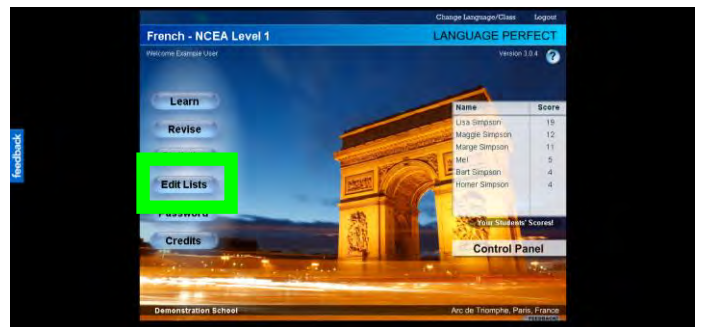 Change Language/Class Logout
French - NCEA Level 1 LANGUAGE PERFECT
Welcome Example User Version 3.0.4 ?
Learn
Revise
Edit Lists
Password
Credits
Name Score
Lisa Simpson 19
Maggie Simpson 12
Marge Simpson 11
Mel 5
Bart Simpson 4
Homer Simpson 4
Your Students' Scores!
Control Panel
Demonstration School Arc de Triomphe, Paris, France
FEEDBACK
feedback